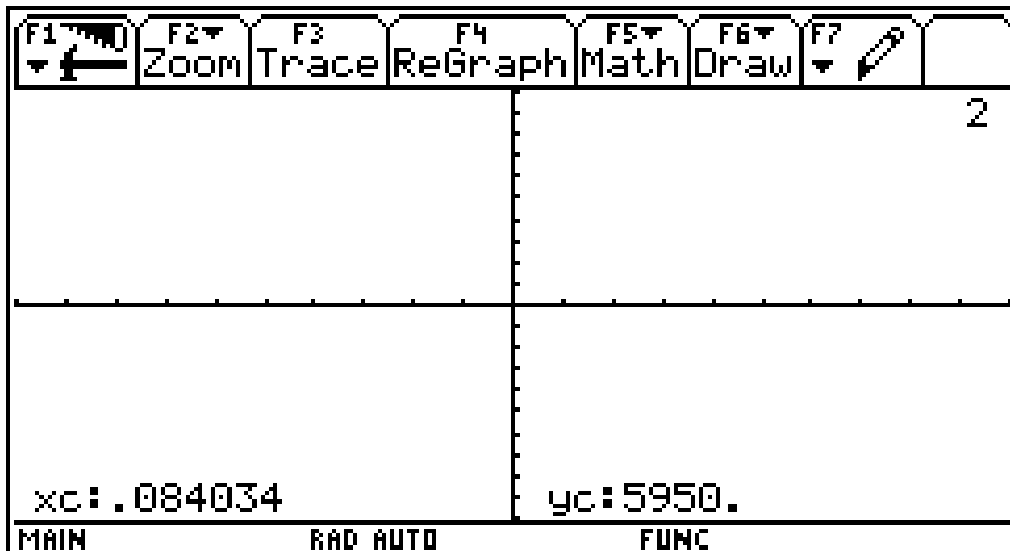 F1 F2 F3 F4 F5 F6 F7
Zoom Trace ReGraph Math Draw
2
xc:.084034 yc:5950.
MAIN RAD AUTO FUNC